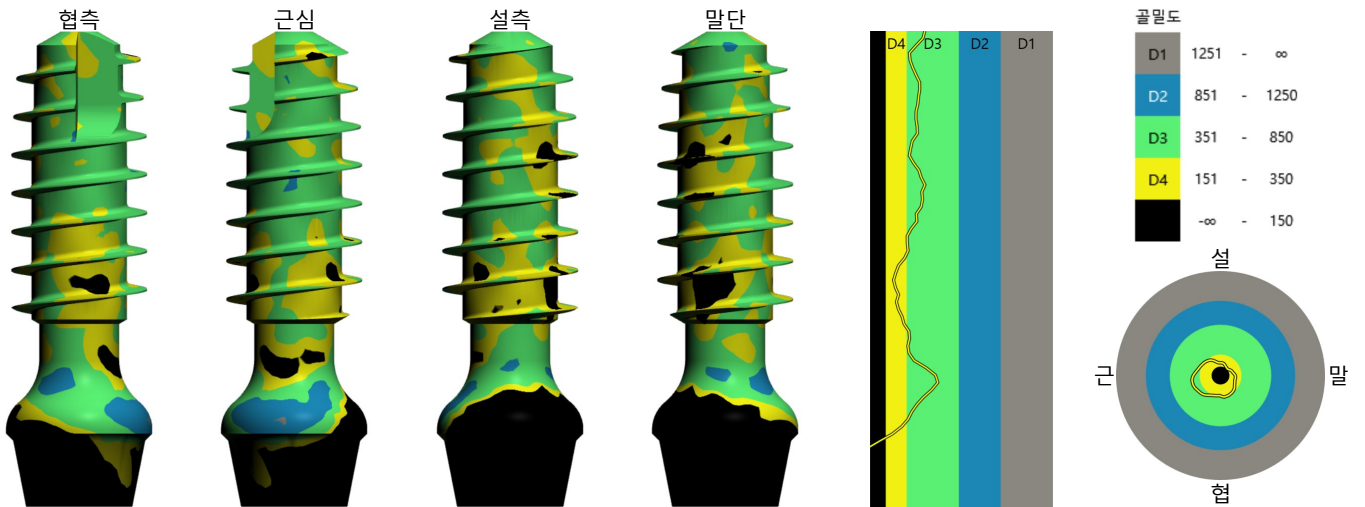 협측
근심
설측
말단
D4 D3 D2 D1
골밀도
D1 1251 - ∞
D2 851 - 1250
D3 351 - 850
D4 151 - 350
-∞ - 150
설
근
말
협